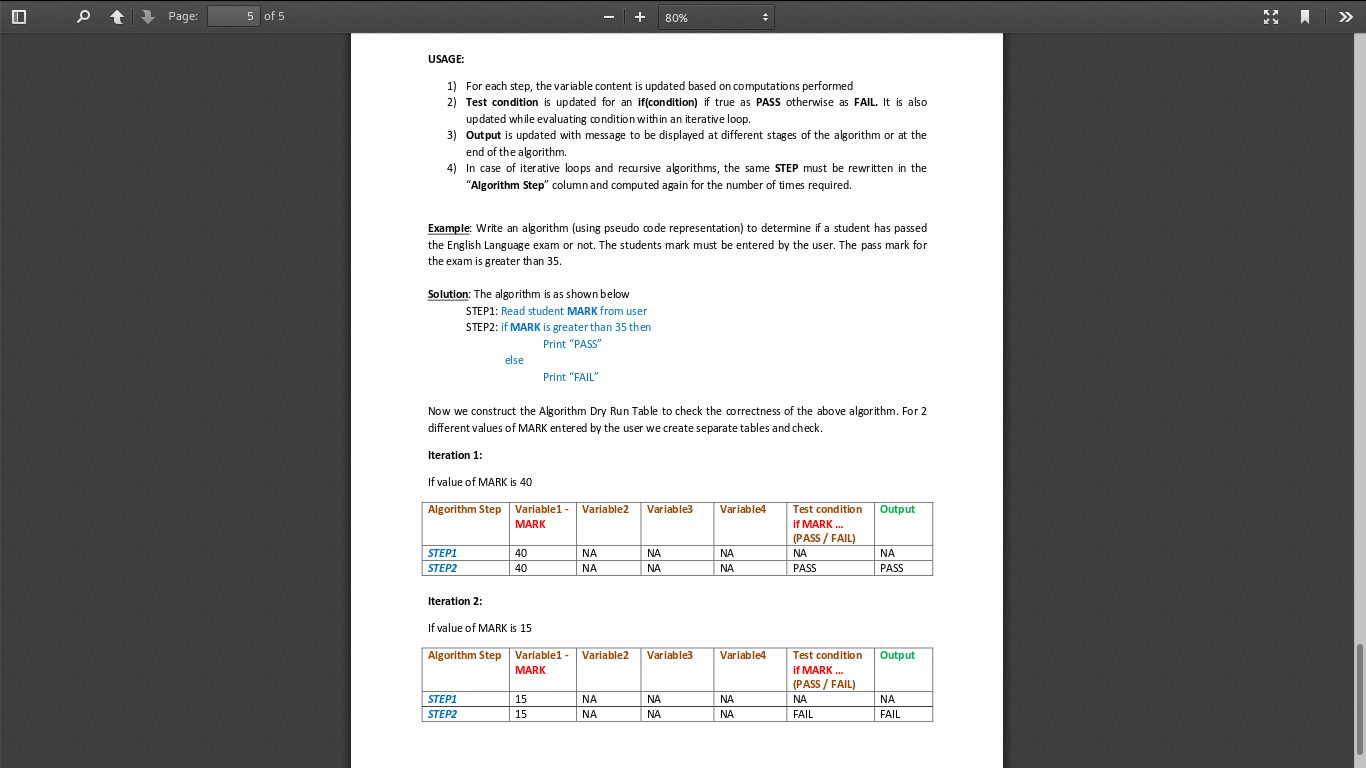 Page: 5 of 5 80%
USAGE:
1) For each step, the variable content is updated based on computations performed
2) Test condition is updated for an if(condition) if true as PASS otherwise as FAIL. It is also
updated while evaluating condition within an iterative loop.
3) Output is updated with message to be displayed at different stages of the algorithm or at the
end of the algorithm.
4) In case of iterative loops and recursive algorithms, the same STEP must be rewritten in the
“Algorithm Step” column and computed again for the number of times required.
Example: Write an algorithm (using pseudo code representation) to determine if a student has passed
the English Language exam or not. The students mark must be entered by the user. The pass mark for
the exam is greater than 35.
Solution: The algorithm is as shown below
STEP1: Read student MARK from user
STEP2: if MARK is greater than 35 then
Print “PASS”
else
Print “FAIL”
Now we construct the Algorithm Dry Run Table to check the correctness of the above algorithm. For 2
different values of MARK entered by the user we create separate tables and check.
Iteration 1:
If value of MARK is 40
Algorithm Step Variable1 - Variable2 Variable3 Variable4 Test condition Output
MARK if MARK ...
(PASS / FAIL)
STEP1 40 NA NA NA NA NA
STEP2 40 NA NA NA PASS PASS
Iteration 2:
If value of MARK is 15
Algorithm Step Variable1 - Variable2 Variable3 Variable4 Test condition Output
MARK if MARK ...
(PASS / FAIL)
STEP1 15 NA NA NA NA NA
STEP2 15 NA NA NA FAIL FAIL